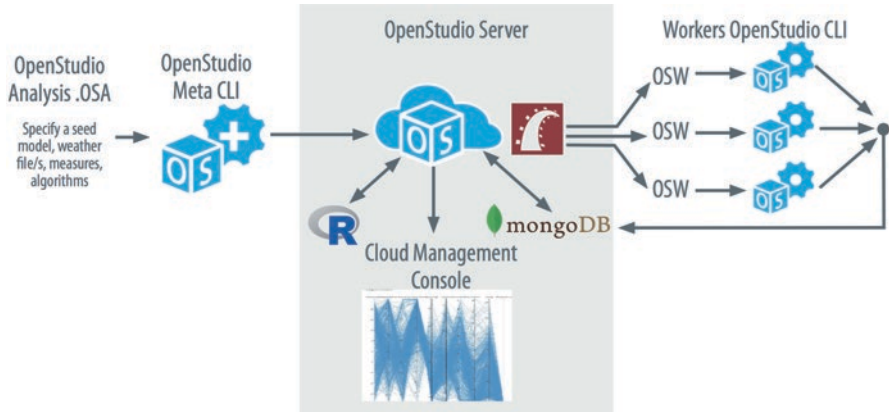 OpenStudio
Analysis .OSA
Specify a seed
model, weather
file/s, measures,
algorithms
OpenStudio
Meta CLI
OS
OpenStudio Server
OS
R
mongoDB
Cloud Management
Console
Workers OpenStudio CLI
OSW
OS
OSW
OS
OSW
OS